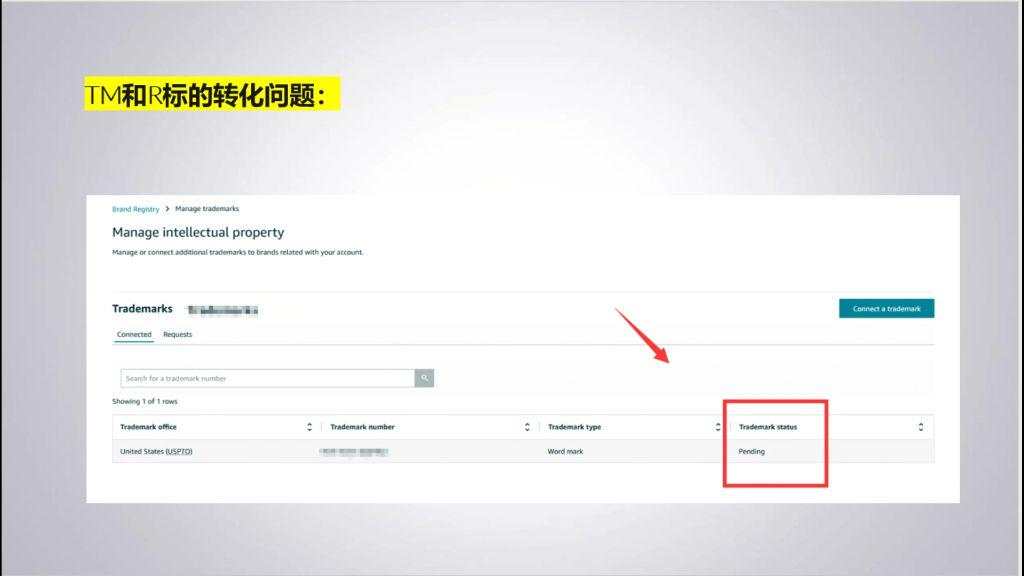 TM和R标的转化问题：
Brand Registry > Manage trademarks
Manage intellectual property
Manage or connect additional trademarks to brands related with your account.
Trademarks
Connect a trademark
Connected Requests
Search for a trademark number
Showing 1 of 1 rows
Trademark office Trademark number Trademark type Trademark status
United States (USPTO) Word mark Pending